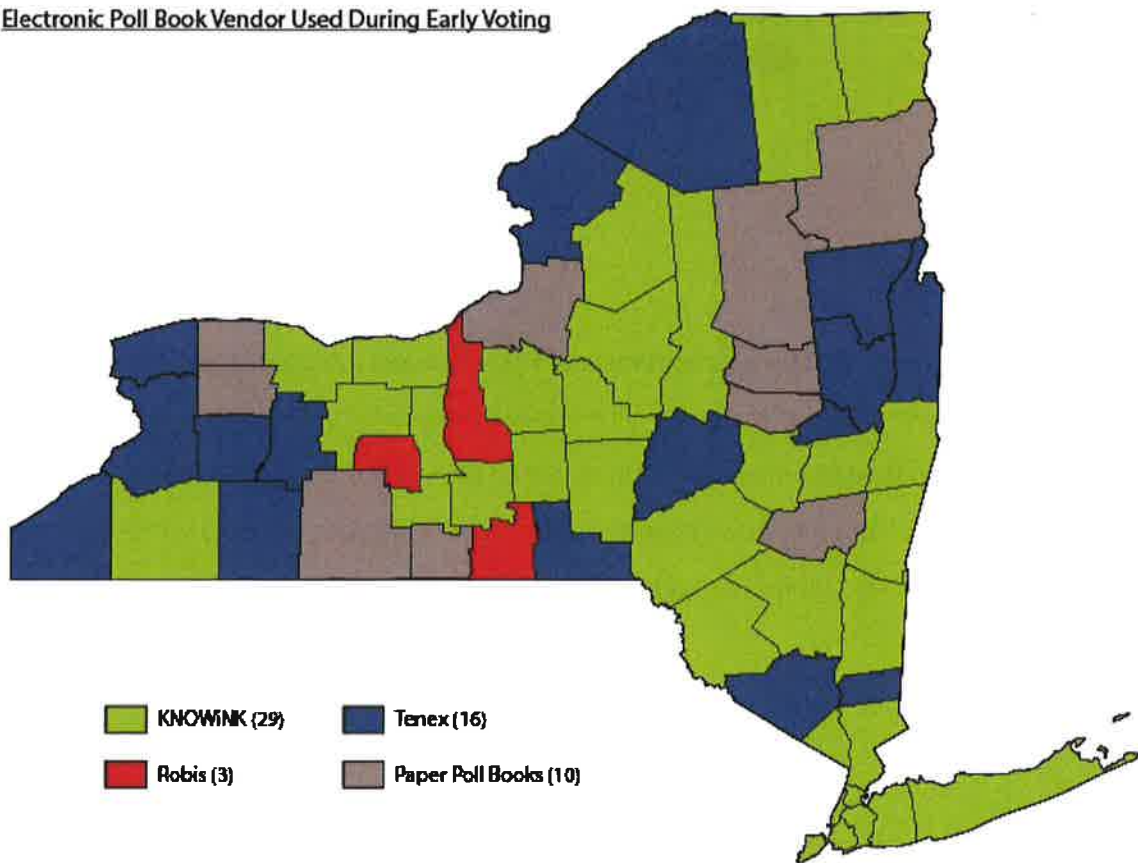 Electronic Poll Book Vendor Used During Early Voting
KNOWiNK (29)
Tenex (16)
Robis (3)
Paper Poll Books (10)